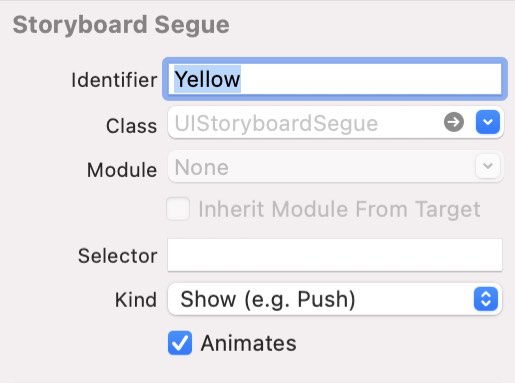 Storyboard Segue
Identifier Yellow
Class UIStoryboardSegue
Module None
Inherit Module From Target
Selector
Kind Show (e.g. Push)
Animates